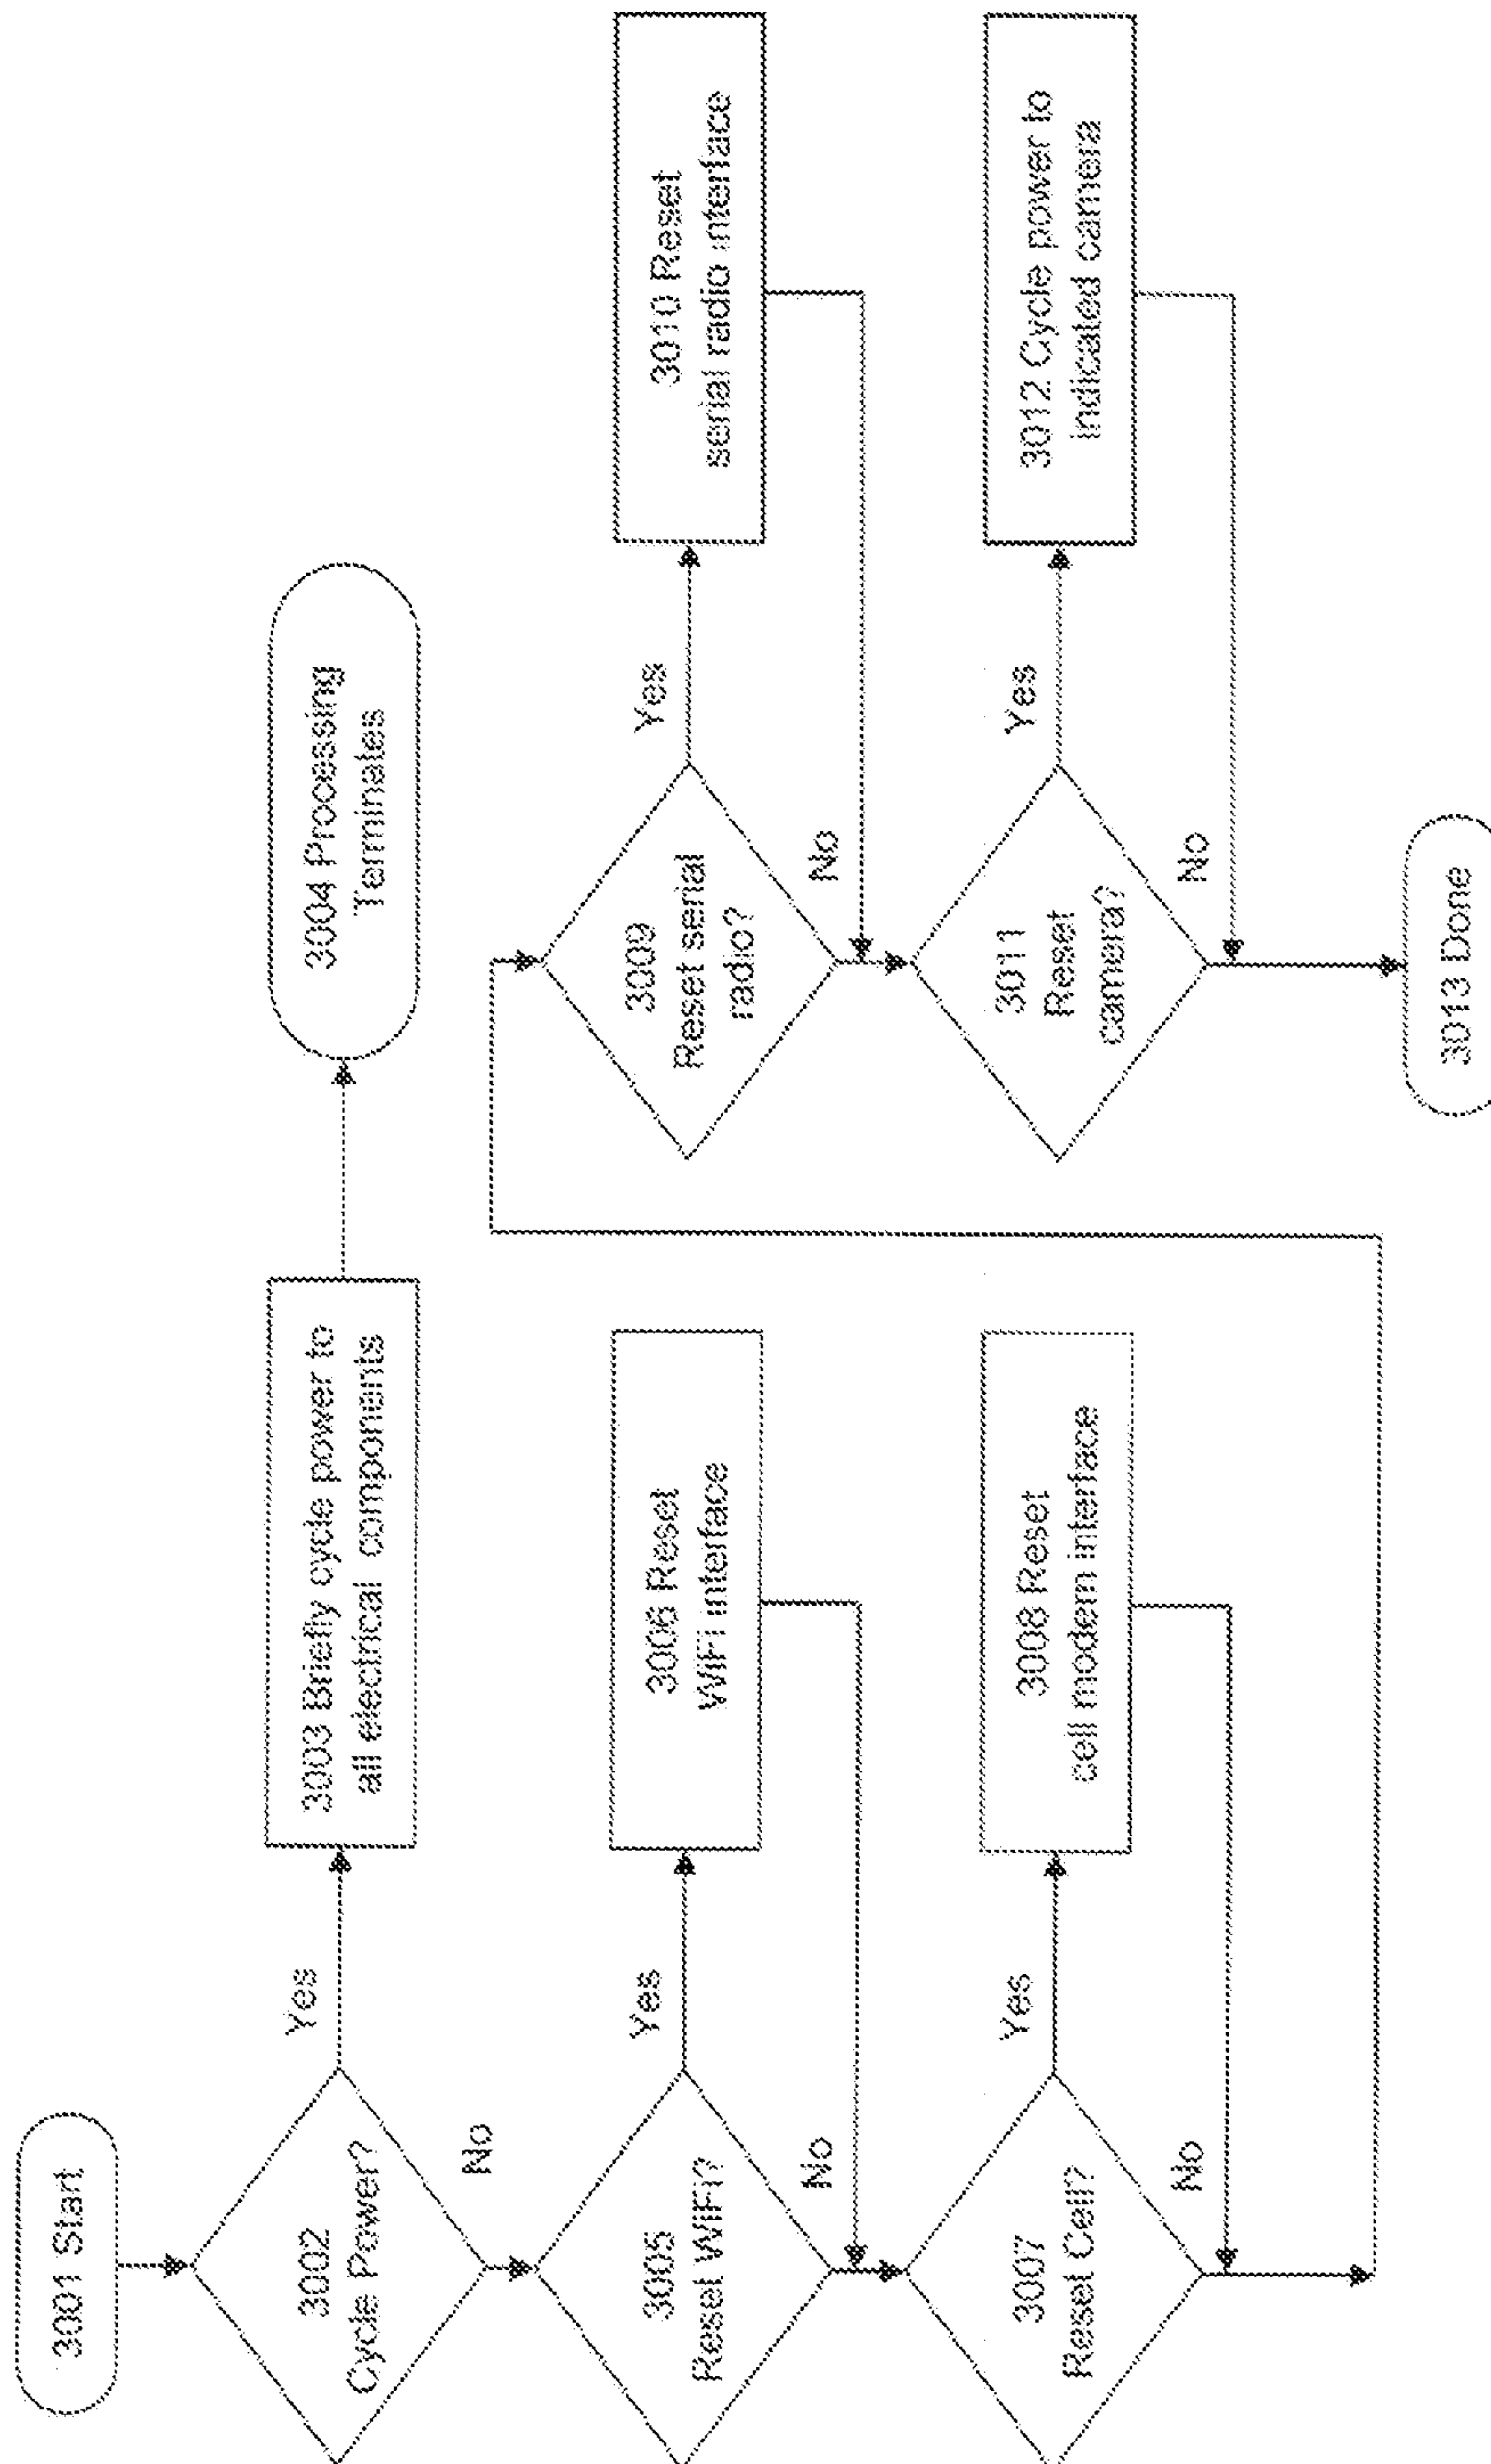 3001 Start
3002
Cycle Power?
Yes
3003 Briefly cycle power to
all electrical components
3004 Processing
Terminates
No
3005
Reset WiFi?
Yes
3006 Reset
WiFi interface
No
3007
Reset Cell?
Yes
3008 Reset
cell modem interface
No
3009
Reset serial
radio?
Yes
3010 Reset
serial radio interface
No
3011
Reset
camera?
Yes
3012 Cycle power to
indicated camera
No
3013 Done